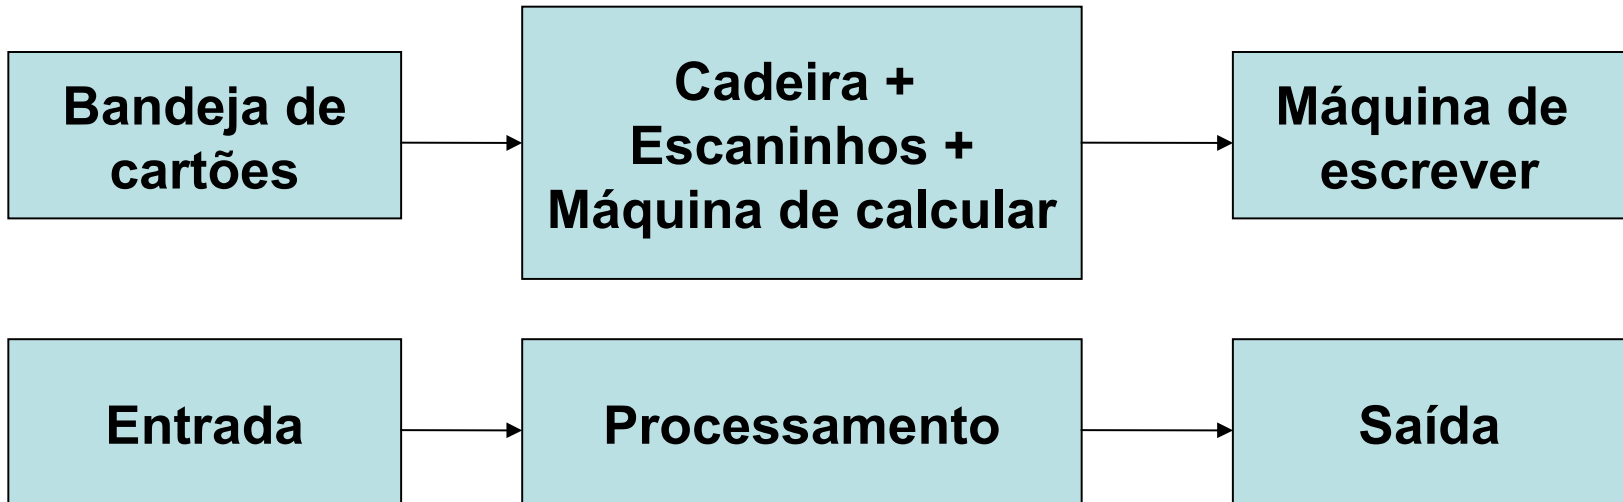 Bandeja de
cartões
Cadeira +
Escaninhos +
Máquina de calcular
Máquina de
escrever
Entrada
Processamento
Saída